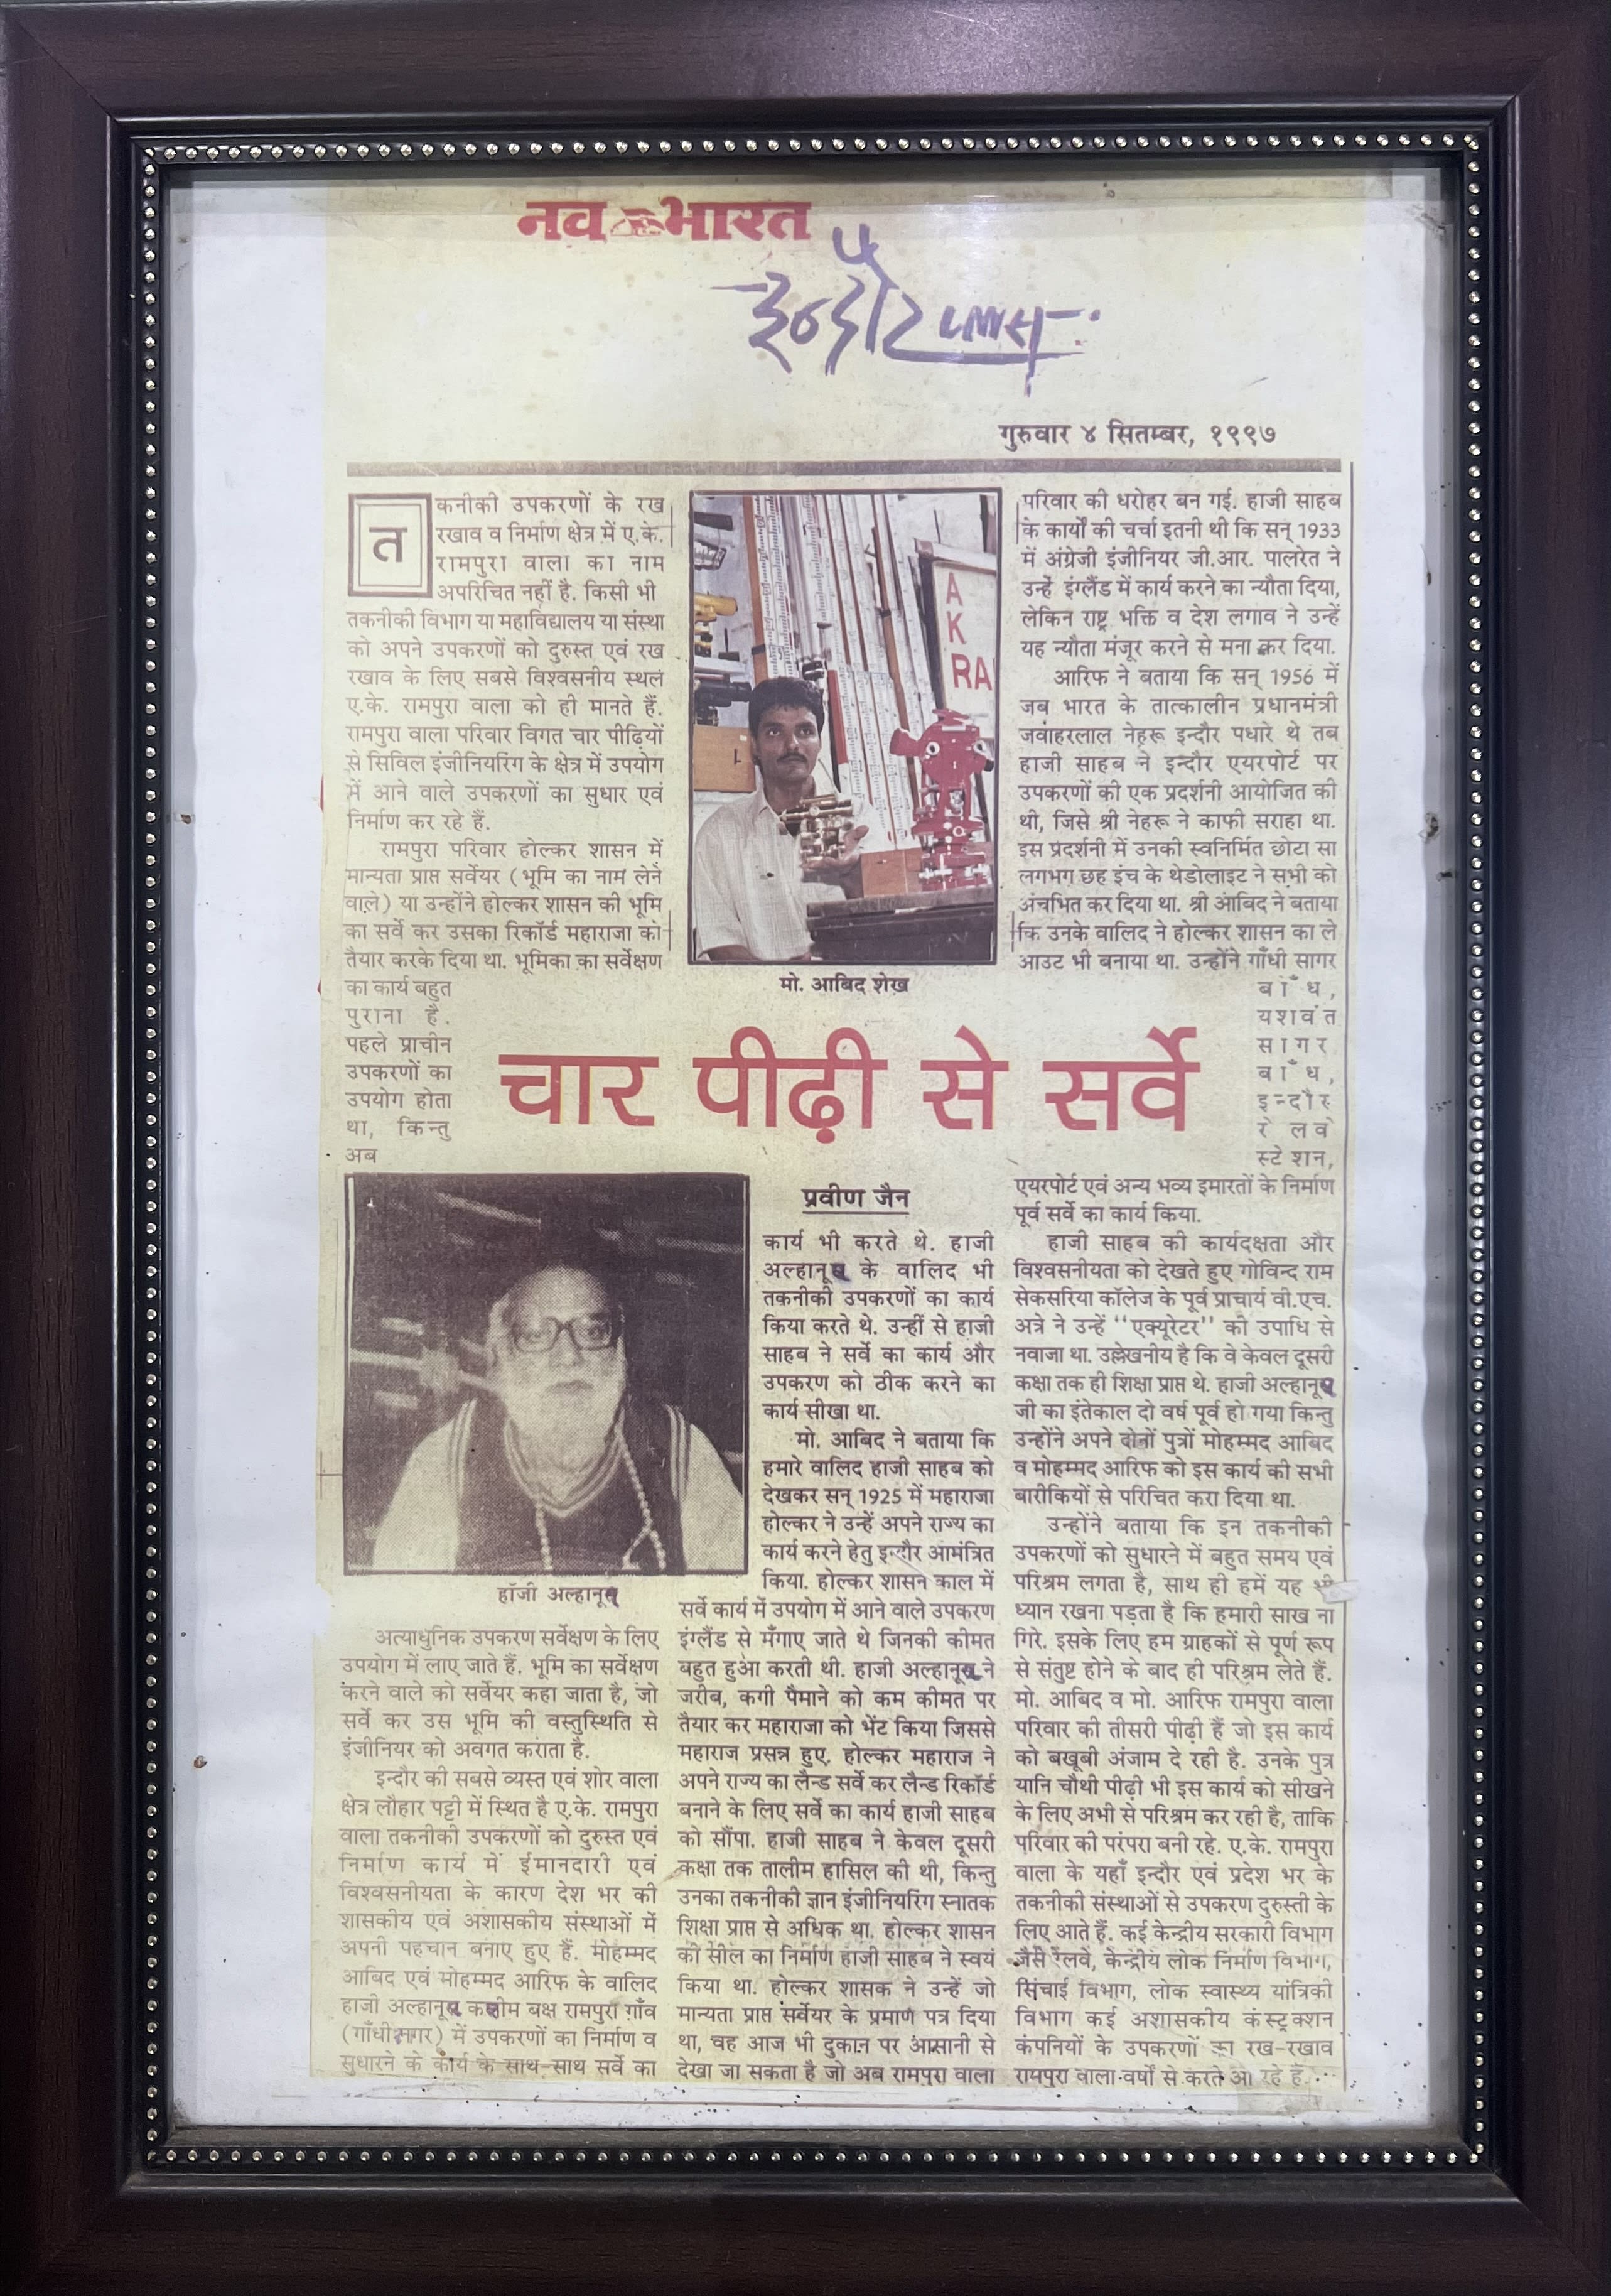 नव भारत
इन्दौर प्लस
गुरुवार ४ सितम्बर, १९९७
तकनीकी उपकरणों के रख
रखाव व निर्माण क्षेत्र में ए.के.
रामपुरा वाला का नाम
अपरिचित नहीं है. किसी भी
तकनीकी विभाग या महाविद्यालय या संस्था
को अपने उपकरणों को दुरुस्त एवं रख
रखाव के लिए सबसे विश्वसनीय स्थल
ए.के. रामपुरा वाला को ही मानते हैं.
रामपुरा वाला परिवार विगत चार पीढ़ियों
से सिविल इंजीनियरिंग के क्षेत्र में उपयोग
में आने वाले उपकरणों का सुधार एवं
निर्माण कर रहे हैं.
रामपुरा परिवार होल्कर शासन में
मान्यता प्राप्त सर्वेयर (भूमि का नाम लेने
वाले) या उन्होंने होल्कर शासन की भूमि
का सर्वे कर उसका रिकॉर्ड महाराजा को
तैयार करके दिया था. भूमिका का सर्वेक्षण
का कार्य बहुत
पुराना है.
पहले प्राचीन
उपकरणों का
उपयोग होता
था, किन्तु
अब
A
K
RA
मो. आबिद शेख
चार पीढ़ी से सर्वे
हॉजी अल्हानूर
अत्याधुनिक उपकरण सर्वेक्षण के लिए
उपयोग में लाए जाते हैं. भूमि का सर्वेक्षण
करने वाले को सर्वेयर कहा जाता है, जो
सर्वे कर उस भूमि की वस्तुस्थिति से
इंजीनियर को अवगत कराता है.
इन्दौर की सबसे व्यस्त एवं शोर वाला
क्षेत्र लौहार पट्टी में स्थित है ए.के. रामपुरा
वाला तकनीकी उपकरणों को दुरुस्त एवं
निर्माण कार्य में ईमानदारी एवं
विश्वसनीयता के कारण देश भर की
शासकीय एवं अशासकीय संस्थाओं में
अपनी पहचान बनाए हुए हैं. मोहम्मद
आबिद एवं मोहम्मद आरिफ के वालिद
हाजी बक्ष रामपुरा गाँव
(गाँधीसागर) में उपकरणों का निर्माण व
सुधारने के कार्य के साथ-साथ सर्वे का
प्रवीण जैन
कार्य भी करते थे. हाजी
के वालिद भी
तकनीकी उपकरणों का कार्य
किया करते थे. उन्हीं से हाजी
साहब ने सर्वे का कार्य और
उपकरण को ठीक करने का
कार्य सीखा था.
मो. आबिद ने बताया कि
हमारे वालिद हाजी साहब को
देखकर सन् 1925 में महाराजा
होल्कर ने उन्हें अपने राज्य का
कार्य करने हेतु इन्दौर आमंत्रित
किया. होल्कर शासन काल में
सर्वे कार्य में उपयोग में आने वाले उपकरण
इंग्लैंड से मँगाए जाते थे जिनकी कीमत
बहुत हुआ करती थी. हाजी ने
जरीब, कगी पैमाने को कम कीमत पर
तैयार कर महाराजा को भेंट किया जिससे
महाराज प्रसन्न हुए. होल्कर महाराज ने
अपने राज्य का लैन्ड सर्वे कर लैन्ड रिकॉर्ड
बनाने के लिए सर्वे का कार्य हाजी साहब
को सौंपा. हाजी साहब ने केवल दूसरी
कक्षा तक तालीम हासिल की थी, किन्तु
उनका तकनीकी ज्ञान इंजीनियरिंग स्नातक
शिक्षा प्राप्त से अधिक था. होल्कर शासन
की सील का निर्माण हाजी साहब ने स्वयं
किया था. होल्कर शासक ने उन्हें जो
मान्यता प्राप्त सर्वेयर के प्रमाण पत्र दिया
था, वह आज भी दुकान पर आसानी से
देखा जा सकता है जो अब रामपुरा वाला
परिवार की धरोहर बन गई. हाजी साहब
के कार्यों की चर्चा इतनी थी कि सन् 1933
में अंग्रेजी इंजीनियर जी.आर. पालरेत ने
उन्हें इंग्लैंड में कार्य करने का न्यौता दिया,
लेकिन राष्ट्र भक्ति व देश लगाव ने उन्हें
यह न्यौता मंजूर करने से मना कर दिया.
आरिफ ने बताया कि सन् 1956 में
जब भारत के तात्कालीन प्रधानमंत्री
जवाहरलाल नेहरू इन्दौर पधारे थे तब
हाजी साहब ने इन्दौर एयरपोर्ट पर
उपकरणों की एक प्रदर्शनी आयोजित की
थी, जिसे श्री नेहरू ने काफी सराहा था.
इस प्रदर्शनी में उनकी स्वनिर्मित छोटा सा
लगभग छह इंच के थेडोलाइट ने सभी को
अंचभित कर दिया था. श्री आबिद ने बताया
कि उनके वालिद ने होल्कर शासन का ले
आउट भी बनाया था. उन्होंने गाँधी सागर
बाँध,
यशवंत
सागर
बाँध,
इन्दौर
रेलवे
स्टेशन,
एयरपोर्ट एवं अन्य भव्य इमारतों के निर्माण
पूर्व सर्वे का कार्य किया.
हाजी साहब की कार्यदक्षता और
विश्वसनीयता को देखते हुए गोविन्द राम
सेकसरिया कॉलेज के पूर्व प्राचार्य वी.एच.
अत्रे ने उन्हें "एक्यूरेटर" की उपाधि से
नवाजा था. उल्लेखनीय है कि वे केवल दूसरी
कक्षा तक ही शिक्षा प्राप्त थे. हाजी
जी का इंतेकाल दो वर्ष पूर्व हो गया किन्तु
उन्होंने अपने दोनों पुत्रों मोहम्मद आबिद
व मोहम्मद आरिफ को इस कार्य की सभी
बारीकियों से परिचित करा दिया था.
उन्होंने बताया कि इन तकनीकी
उपकरणों को सुधारने में बहुत समय एवं
परिश्रम लगता है, साथ ही हमें यह भी
ध्यान रखना पड़ता है कि हमारी साख ना
गिरे. इसके लिए हम ग्राहकों से पूर्ण रूप
से संतुष्ट होने के बाद ही परिश्रम लेते हैं.
मो. आबिद व मो. आरिफ रामपुरा वाला
परिवार की तीसरी पीढ़ी हैं जो इस कार्य
को बखूबी अंजाम दे रही है. उनके पुत्र
यानि चौथी पीढ़ी भी इस कार्य को सीखने
के लिए अभी से परिश्रम कर रही है, ताकि
परिवार की परंपरा बनी रहे. ए.के. रामपुरा
वाला के यहाँ इन्दौर एवं प्रदेश भर के
तकनीकी संस्थाओं से उपकरण दुरुस्ती के
लिए आते हैं. कई केन्द्रीय सरकारी विभाग
जैसे रेलवे, केन्द्रीय लोक निर्माण विभाग,
सिंचाई विभाग, लोक स्वास्थ्य यांत्रिकी
विभाग कई अशासकीय कंस्ट्रक्शन
कंपनियों के उपकरणों का रख-रखाव
रायपुरा वाला वर्षों से करते आ रहे हैं...